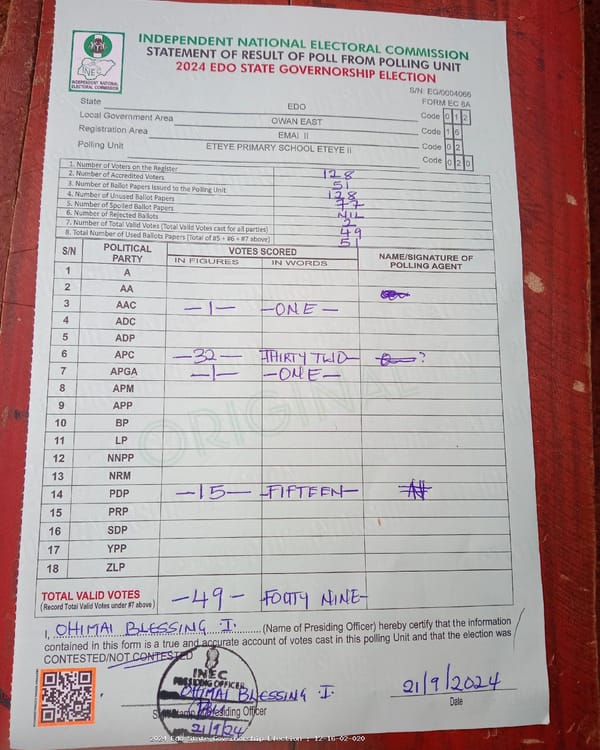 INDEPENDENT NATIONAL ELECTORAL COMMISSION
STATEMENT OF RESULT OF POLL FROM POLLING UNIT
2024 EDO STATE GOVERNORSHIP ELECTION
INEC
INDEPENDENT NATIONAL
ELECTORAL COMMISSION
S/N: EG/0004066
FORM EC 8A
State EDO Code 0 1 2
Local Government Area OWAN EAST Code 1 6
Registration Area EMAI II Code 0 2
Polling Unit ETEYE PRIMARY SCHOOL ETEYE II Code 0 2 0
1. Number of Voters on the Register 128
2. Number of Accredited Voters 51
3. Number of Ballot Papers Issued to the Polling Unit 128
4. Number of Unused Ballot Papers 77
5. Number of Spoiled Ballot Papers NIL
6. Number of Rejected Ballots 2
7. Number of Total Valid Votes (Total Valid Votes cast for all parties) 49
8. Total Number of Used Ballots Papers (Total of #5 + #6 + #7 above) 51
S/N POLITICAL PARTY VOTES SCORED NAME/SIGNATURE OF POLLING AGENT
IN FIGURES IN WORDS
1 A
2 AA
3 AAC -1- -ONE-
4 ADC
5 ADP
6 APC -32- THIRTY TWO- ?
7 APGA -1- -ONE-
8 APM
9 APP
10 BP
11 LP
12 NNPP
13 NRM
14 PDP -15- -FIFTEEN-
15 PRP
16 SDP
17 YPP
18 ZLP
ORIGINAL
TOTAL VALID VOTES -49- FOUTY NINE-
(Record Total Valid Votes under #7 above)
I, OHIMAI BLESSING I. (Name of Presiding Officer) hereby certify that the information
contained in this form is a true and accurate account of votes cast in this polling Unit and that the election was
CONTESTED/NOT CONTESTED
INEC
PRESIDING OFFICER
OHIMAI BLESSING I.
21/9/2024
Presiding Officer
Date
21/9/24
2024 Edo State Governorship Election : 12-16-02-020